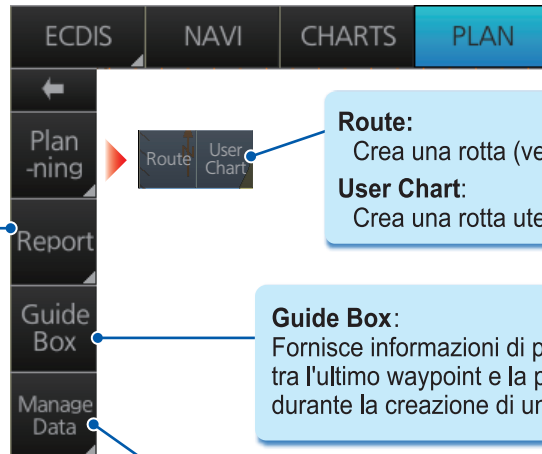 ECDIS NAVI CHARTS PLAN
Plan
-ning
Route User
Chart
Route:
Crea una rotta (ve
User Chart:
Crea una rotta ute
Report
Guide
Box
Guide Box:
Fornisce informazioni di p
tra l'ultimo waypoint e la p
durante la creazione di un
Manage
Data